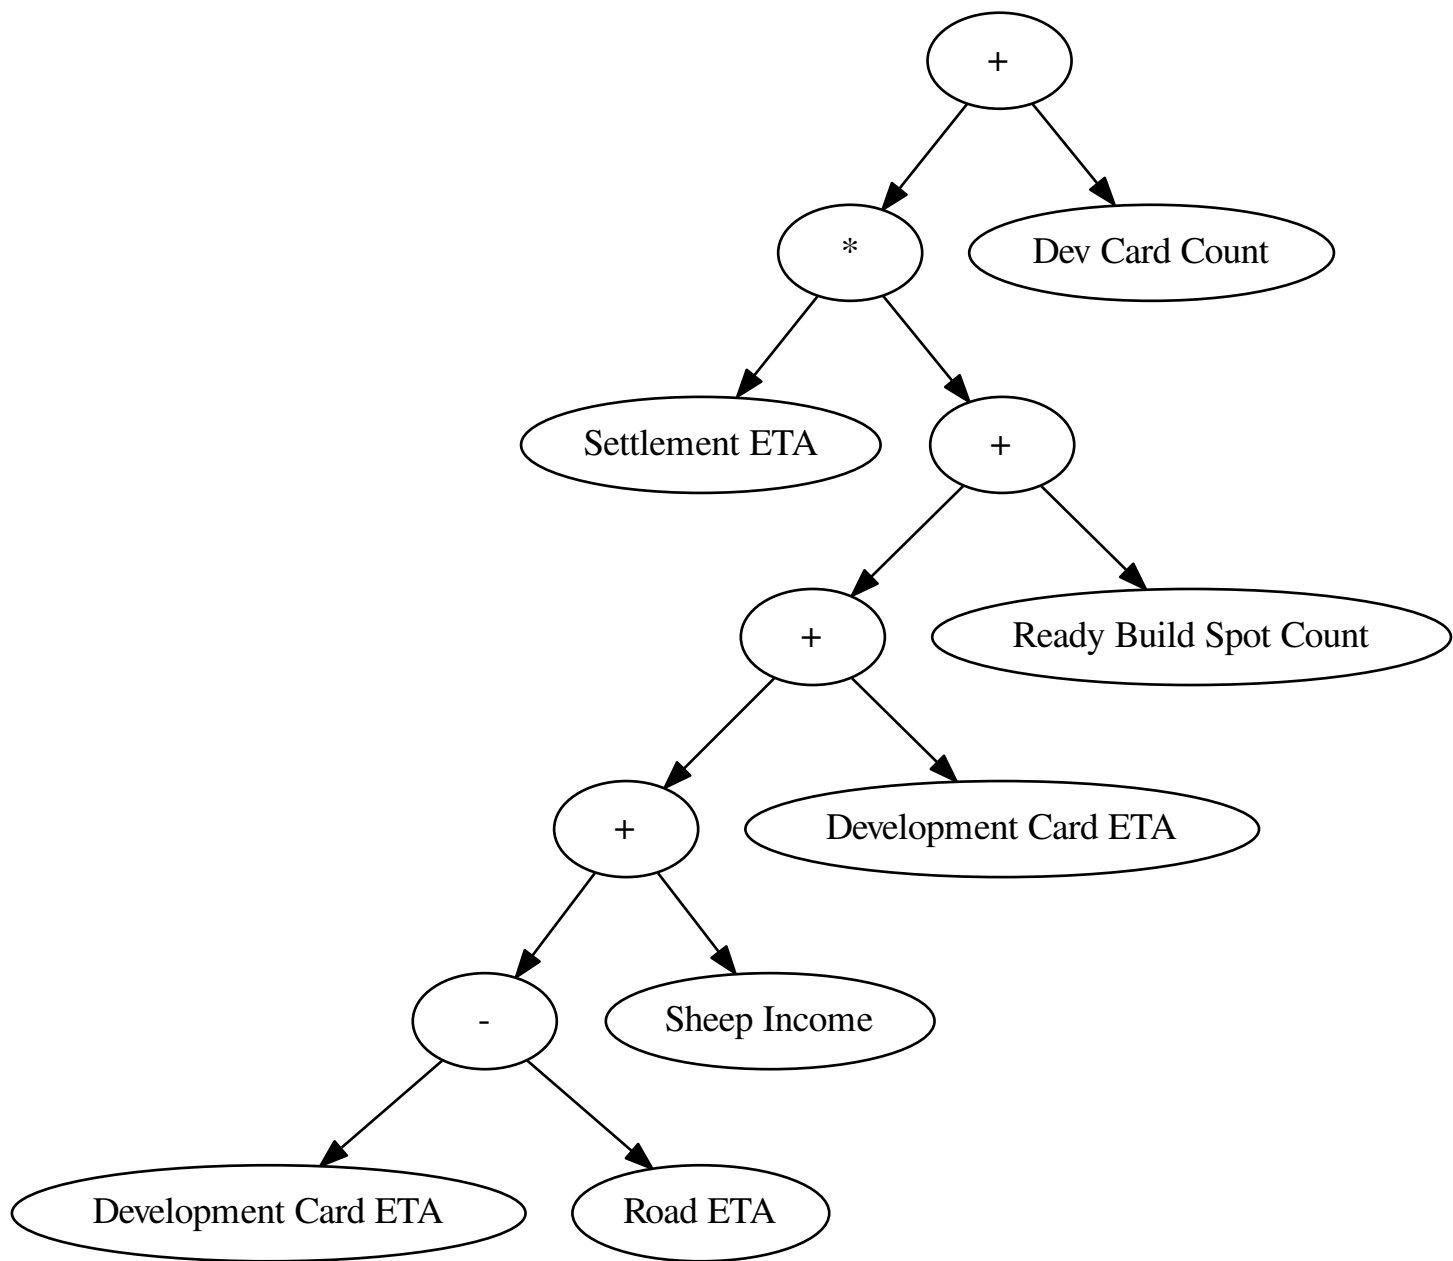 +
*
Dev Card Count
Settlement ETA
+
+
Ready Build Spot Count
+
Development Card ETA
-
Sheep Income
Development Card ETA
Road ETA